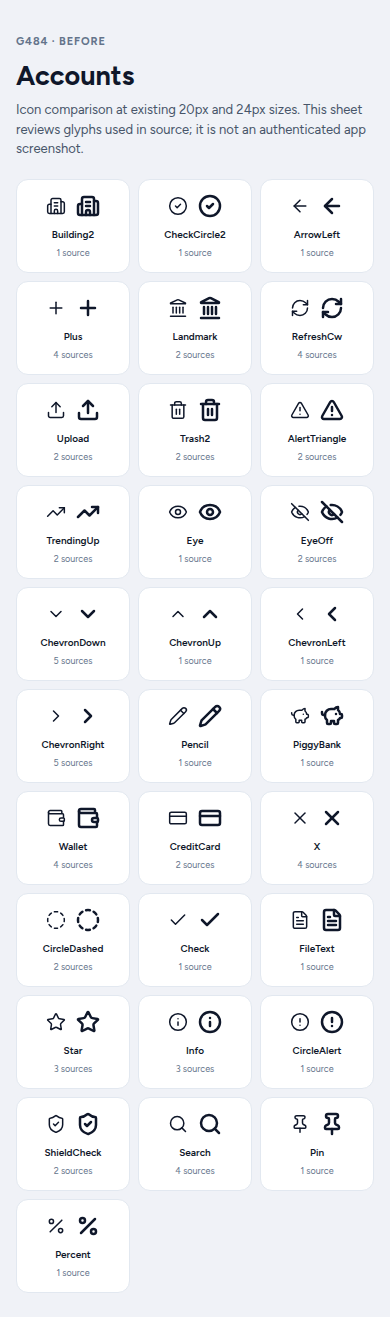 G484 · BEFORE
Accounts
Icon comparison at existing 20px and 24px sizes. This sheet
reviews glyphs used in source; it is not an authenticated app
screenshot.
Building2
1 source
CheckCircle2
1 source
ArrowLeft
1 source
Plus
4 sources
Landmark
2 sources
RefreshCw
4 sources
Upload
2 sources
Trash2
2 sources
AlertTriangle
2 sources
TrendingUp
2 sources
Eye
1 source
EyeOff
2 sources
ChevronDown
5 sources
ChevronUp
1 source
ChevronLeft
1 source
ChevronRight
5 sources
Pencil
1 source
PiggyBank
1 source
Wallet
4 sources
CreditCard
2 sources
X
4 sources
CircleDashed
2 sources
Check
1 source
FileText
1 source
Star
3 sources
Info
3 sources
CircleAlert
1 source
ShieldCheck
2 sources
Search
4 sources
Pin
1 source
Percent
1 source